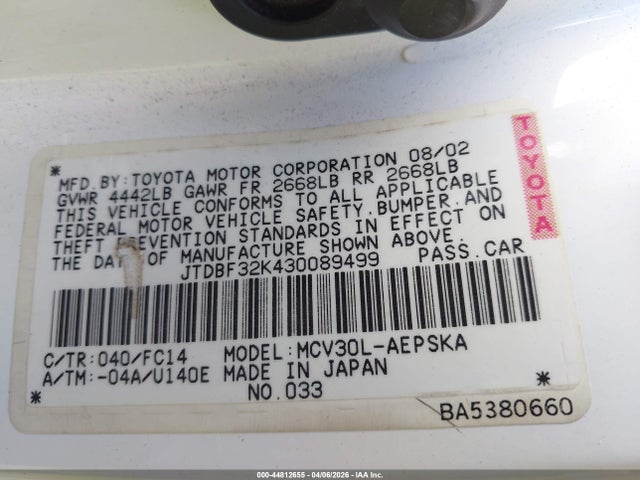 MFD.BY:TOYOTA MOTOR CORPORATION 08/02
GVWR 4442LB GAWR FR 2668LB RR 2668LB
THIS VEHICLE CONFORMS TO ALL APPLICABLE
FEDERAL MOTOR VEHICLE SAFETY,BUMPER,AND
THEFT PREVENTION STANDARDS IN EFFECT ON
THE DATE OF MANUFACTURE SHOWN ABOVE.
JTDBF32K430089499 PASS.CAR
TOYOTA
C/TR:040/FC14 MODEL:MCV30L-AEPSKA
A/TM:-04A/U140E MADE IN JAPAN
NO.033
BA5380660
000-44812655 - 04/06/2026 - IAA Inc.